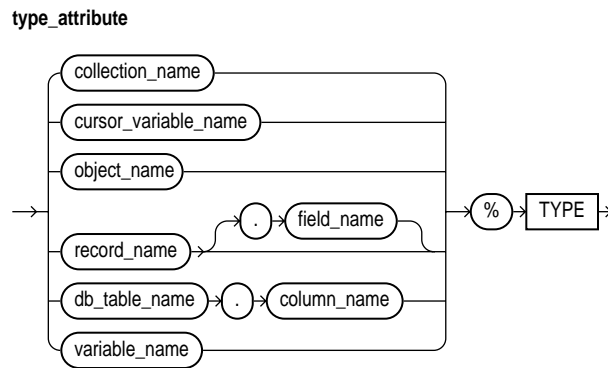 type_attribute
collection_name
cursor_variable_name
object_name
record_name . field_name % TYPE
db_table_name . column_name
variable_name